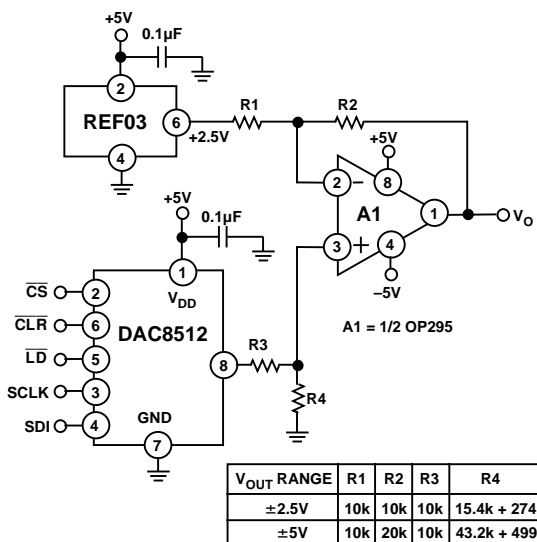 +5V
0.1µF
2
REF03
6
+2.5V
4
R1
R2
+5V
2
–
8
A1
1
V_O
3
+
4
–5V
A1 = 1/2 OP295
+5V
0.1µF
1
V_DD
CS
2
CLR
6
DAC8512
LD
5
8
R3
SCLK
3
R4
SDI
4
GND
7
V_OUT RANGE R1 R2 R3 R4
±2.5V 10k 10k 10k 15.4k + 274
±5V 10k 20k 10k 43.2k + 499